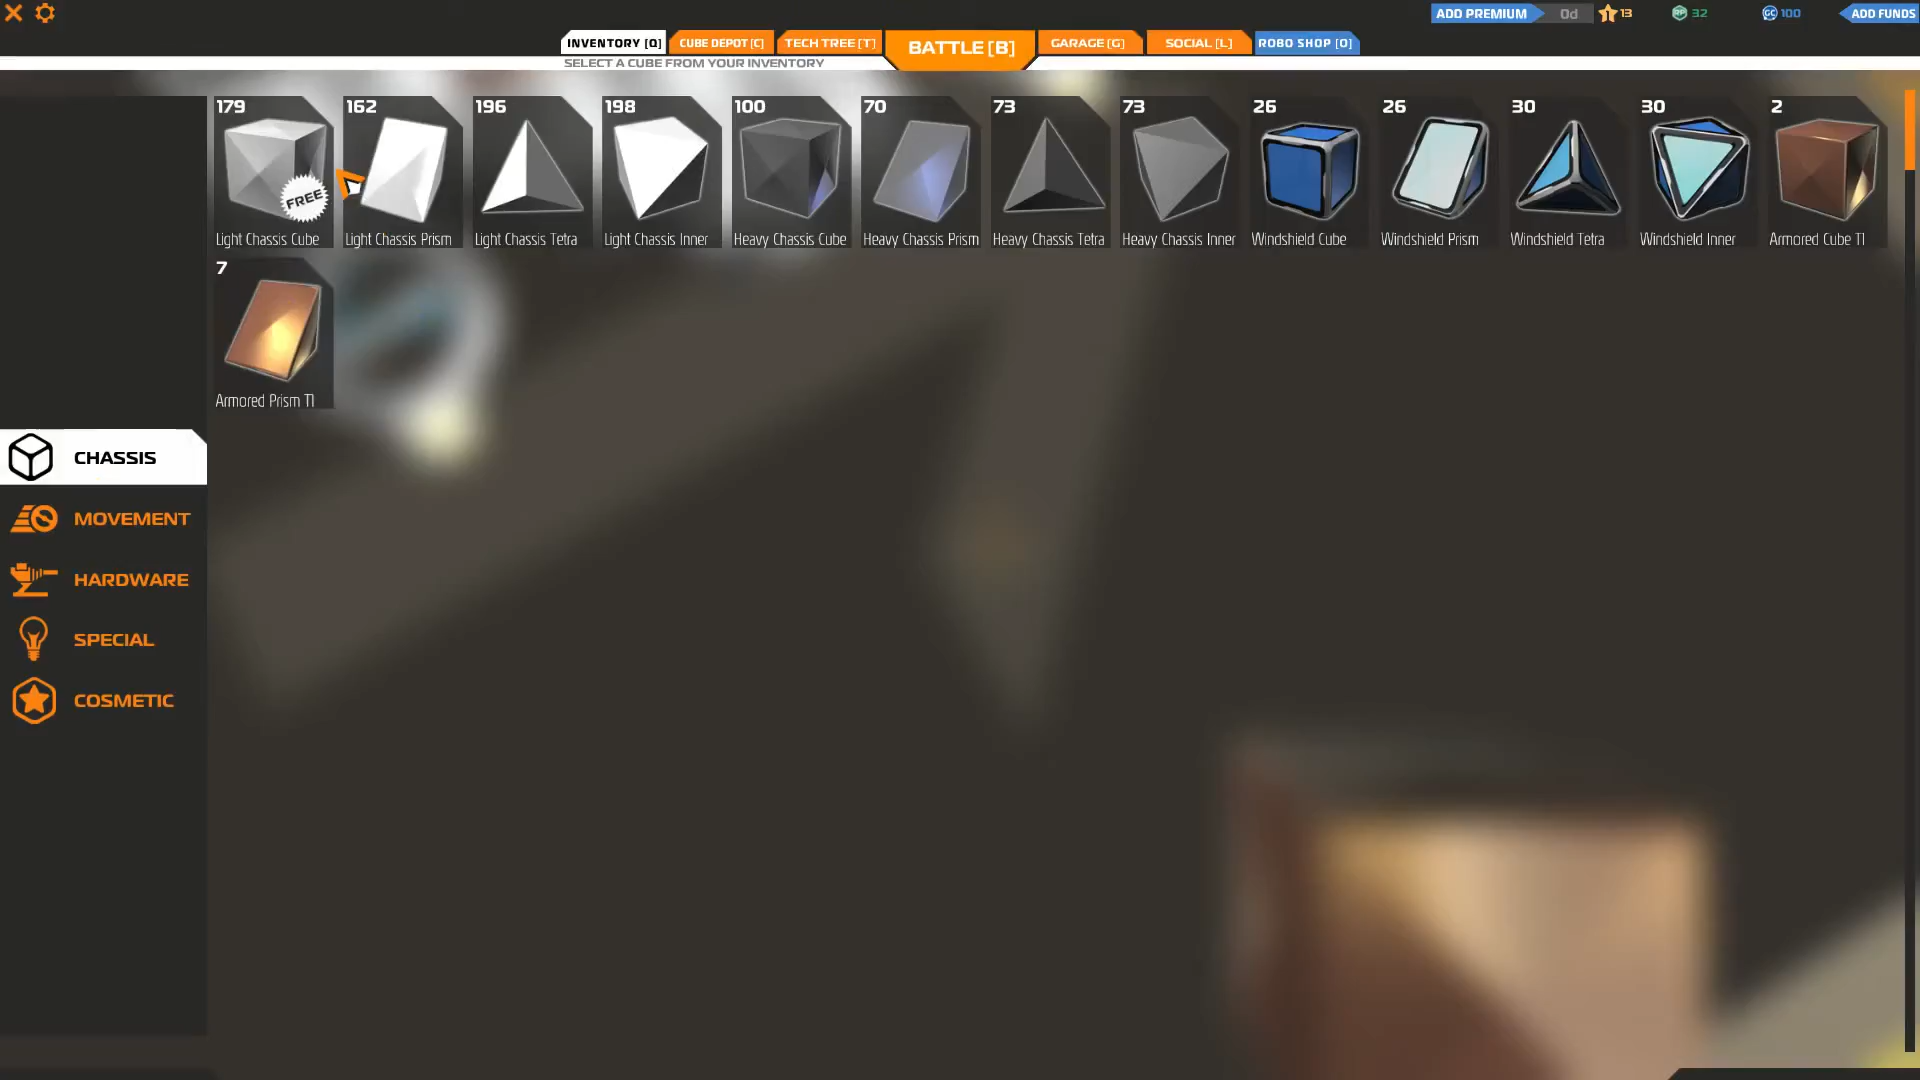 ADD PREMIUM 0d 13 RP 32 GC 100 ADD FUNDS
INVENTORY [Q] CUBE DEPOT [C] TECH TREE [T] BATTLE [B] GARAGE [G] SOCIAL [L] ROBO SHOP [O]
SELECT A CUBE FROM YOUR INVENTORY
179 162 196 198 100 70 73 73 26 26 30 30 2
FREE
Light Chassis Cube Light Chassis Prism Light Chassis Tetra Light Chassis Inner Heavy Chassis Cube Heavy Chassis Prism Heavy Chassis Tetra Heavy Chassis Inner Windshield Cube Windshield Prism Windshield Tetra Windshield Inner Armored Cube T1
7
Armored Prism T1
CHASSIS
MOVEMENT
HARDWARE
SPECIAL
COSMETIC